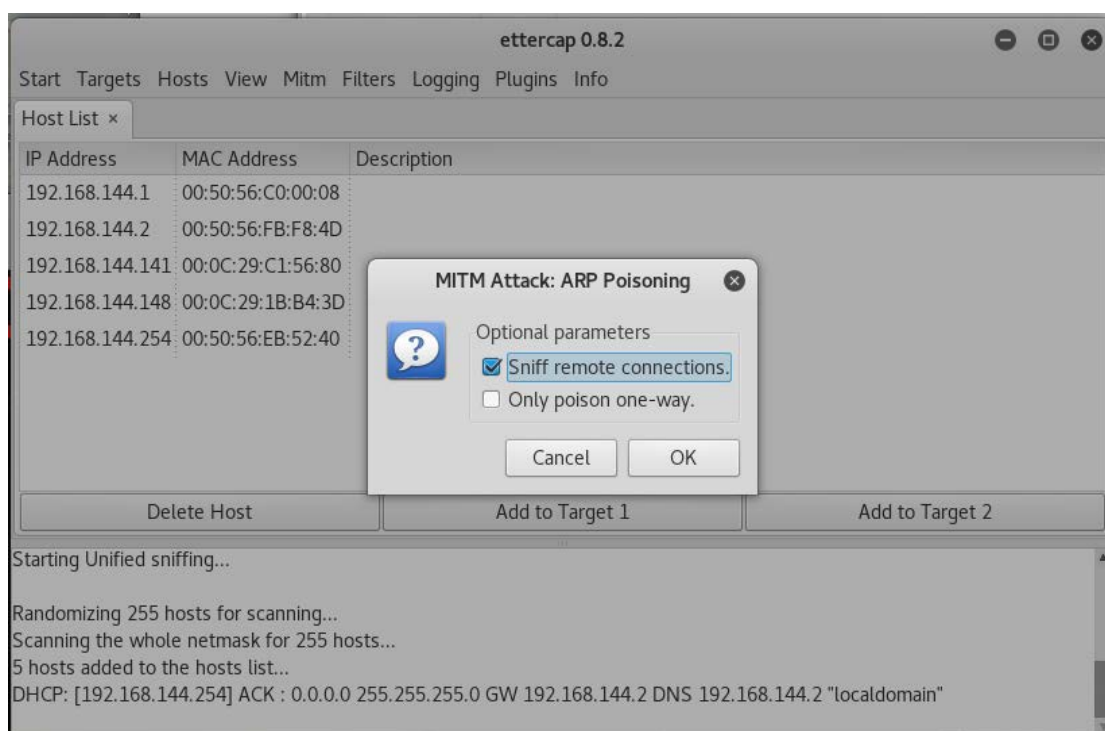 ettercap 0.8.2
Start Targets Hosts View Mitm Filters Logging Plugins Info
Host List ×
IP Address MAC Address Description
192.168.144.1 00:50:56:C0:00:08
192.168.144.2 00:50:56:FB:F8:4D
192.168.144.141 00:0C:29:C1:56:80
192.168.144.148 00:0C:29:1B:B4:3D
192.168.144.254 00:50:56:EB:52:40
MITM Attack: ARP Poisoning
Optional parameters
Sniff remote connections.
Only poison one-way.
Cancel OK
Delete Host Add to Target 1 Add to Target 2
Starting Unified sniffing...
Randomizing 255 hosts for scanning...
Scanning the whole netmask for 255 hosts...
5 hosts added to the hosts list...
DHCP: [192.168.144.254] ACK : 0.0.0.0 255.255.255.0 GW 192.168.144.2 DNS 192.168.144.2 "localdomain"